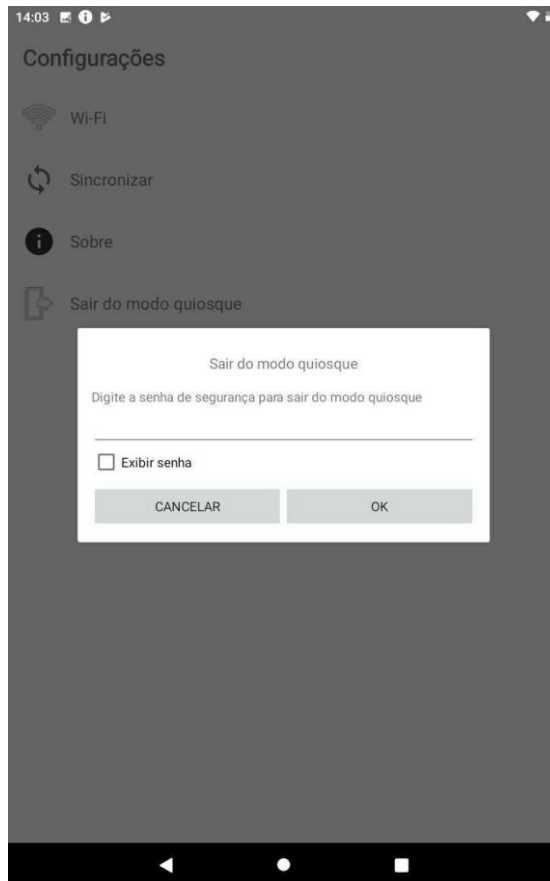 14:03
Configurações
Wi-Fi
Sincronizar
Sobre
Sair do modo quiosque
Sair do modo quiosque
Digite a senha de segurança para sair do modo quiosque
Exibir senha
CANCELAR OK